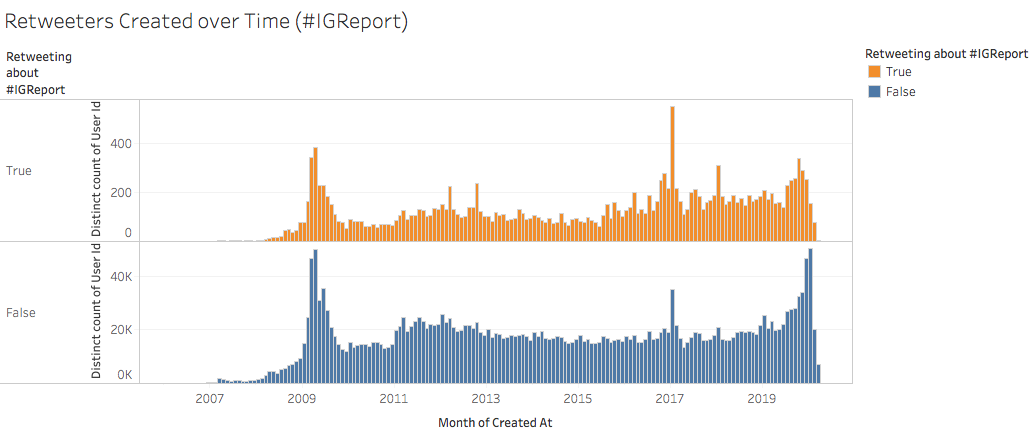 Retweeters Created over Time (#IGReport)
Retweeting
about
#IGReport
Retweeting about #IGReport
True
False
True
Distinct count of User Id
400
200
0
False
Distinct count of User Id
40K
20K
0K
2007
2009
2011
2013
2015
2017
2019
Month of Created At